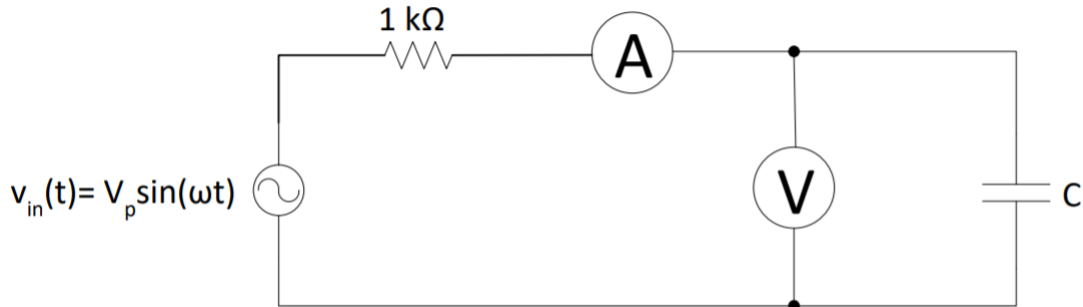 1 kΩ
A
v_in(t)= V_p sin(ωt)
V
C